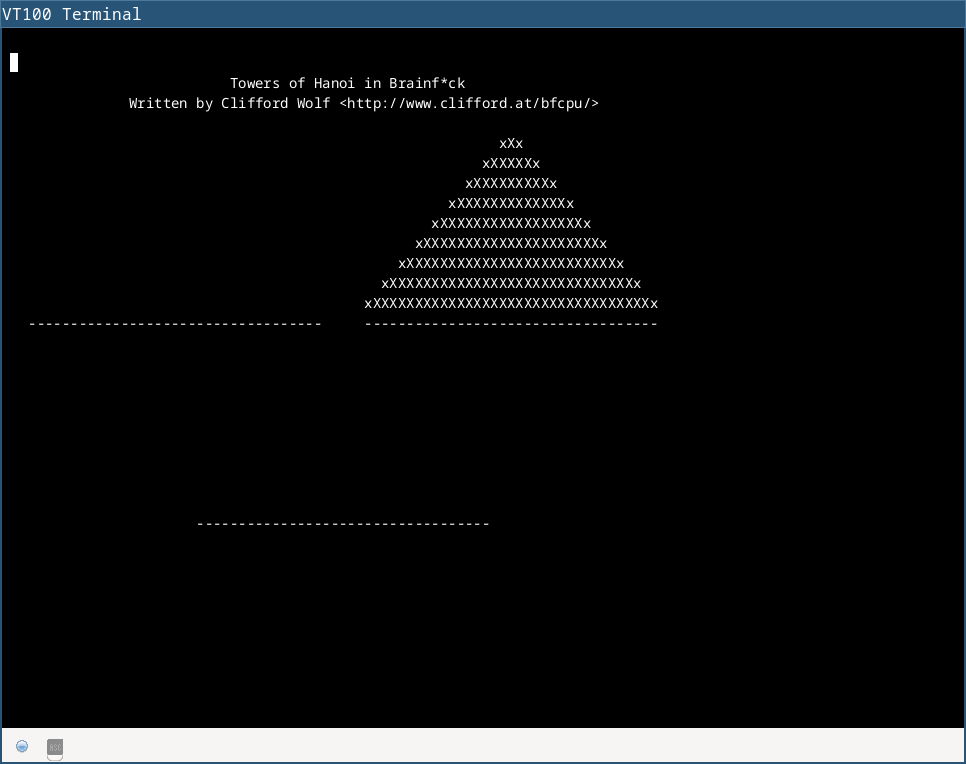 VT100 Terminal
Towers of Hanoi in Brainf*ck
Written by Clifford Wolf <http://www.clifford.at/bfcpu/>
xXx
xXXXXXx
xXXXXXXXXXx
xXXXXXXXXXXXXXx
xXXXXXXXXXXXXXXXXXx
xXXXXXXXXXXXXXXXXXXXXXx
xXXXXXXXXXXXXXXXXXXXXXXXXXx
xXXXXXXXXXXXXXXXXXXXXXXXXXXXXXx
xXXXXXXXXXXXXXXXXXXXXXXXXXXXXXXXXXx
----------------------------------- -----------------------------------
-----------------------------------